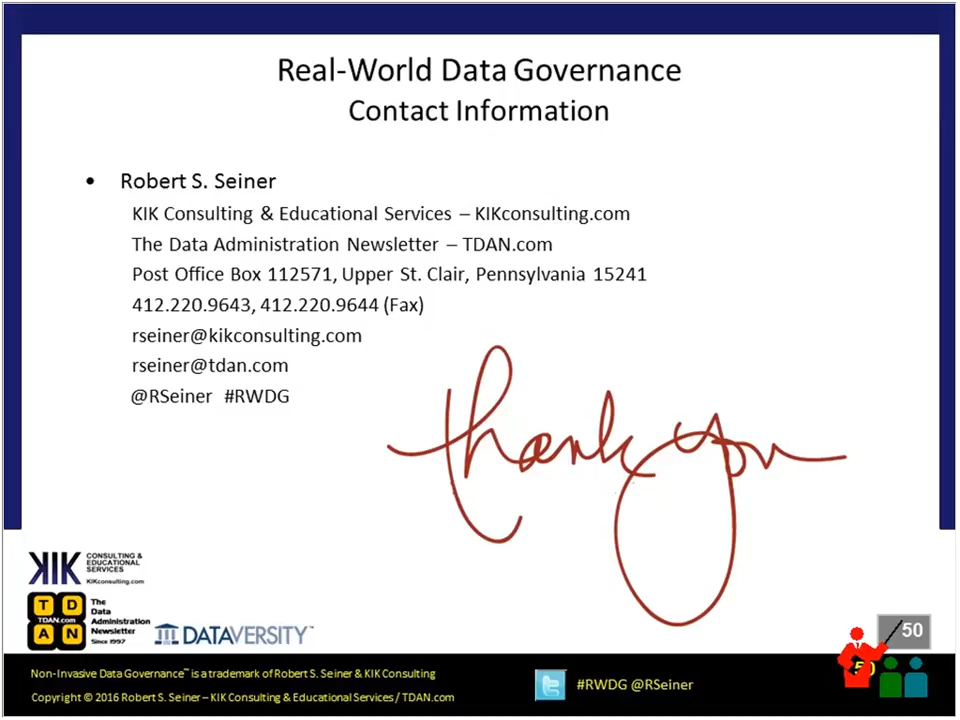 Real-World Data Governance
Contact Information
• Robert S. Seiner
KIK Consulting & Educational Services – KIKconsulting.com
The Data Administration Newsletter – TDAN.com
Post Office Box 112571, Upper St. Clair, Pennsylvania 15241
412.220.9643, 412.220.9644 (Fax)
rseiner@kikconsulting.com
rseiner@tdan.com
@RSeiner #RWDG
thank you
KIK CONSULTING &
EDUCATIONAL
SERVICES
KIKconsulting.com
T D
TDAN.com
A N
The
Data
Administration
Newsletter
Since 1997
DATAVERSITY™
50
50
Non-Invasive Data Governance™ is a trademark of Robert S. Seiner & KIK Consulting
Copyright © 2016 Robert S. Seiner – KIK Consulting & Educational Services / TDAN.com
#RWDG @RSeiner